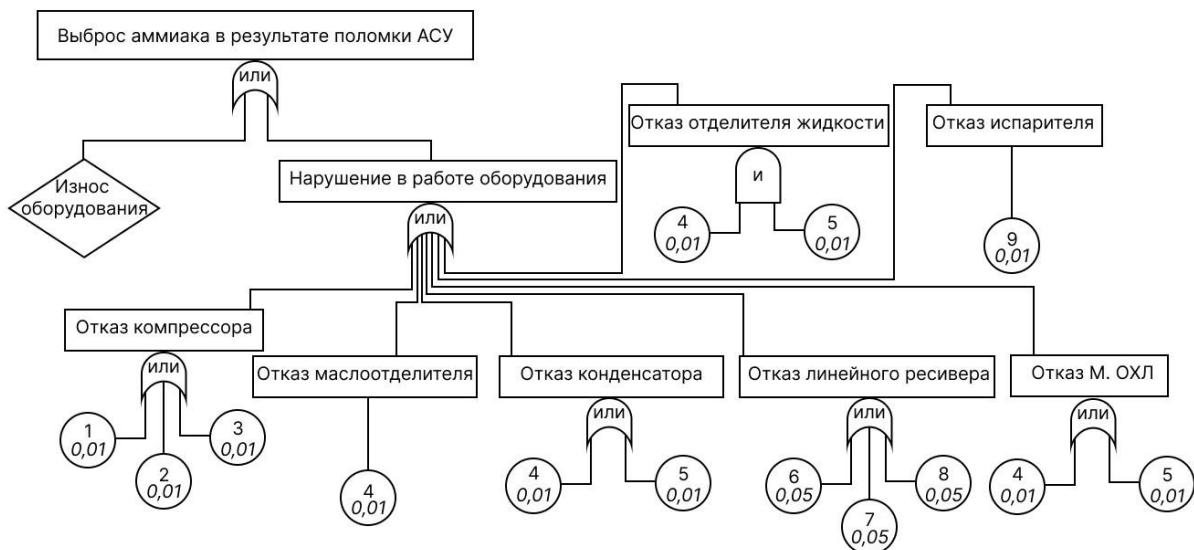 Выброс аммиака в результате поломки АСУ
или
Износ
оборудования
Нарушение в работе оборудования
или
Отказ отделителя жидкости
и
4
0,01
5
0,01
Отказ испарителя
9
0,01
Отказ компрессора
или
1
0,01
2
0,01
3
0,01
Отказ маслоотделителя
4
0,01
Отказ конденсатора
или
4
0,01
5
0,01
Отказ линейного ресивера
или
6
0,05
7
0,05
8
0,05
Отказ М. ОХЛ
или
4
0,01
5
0,01